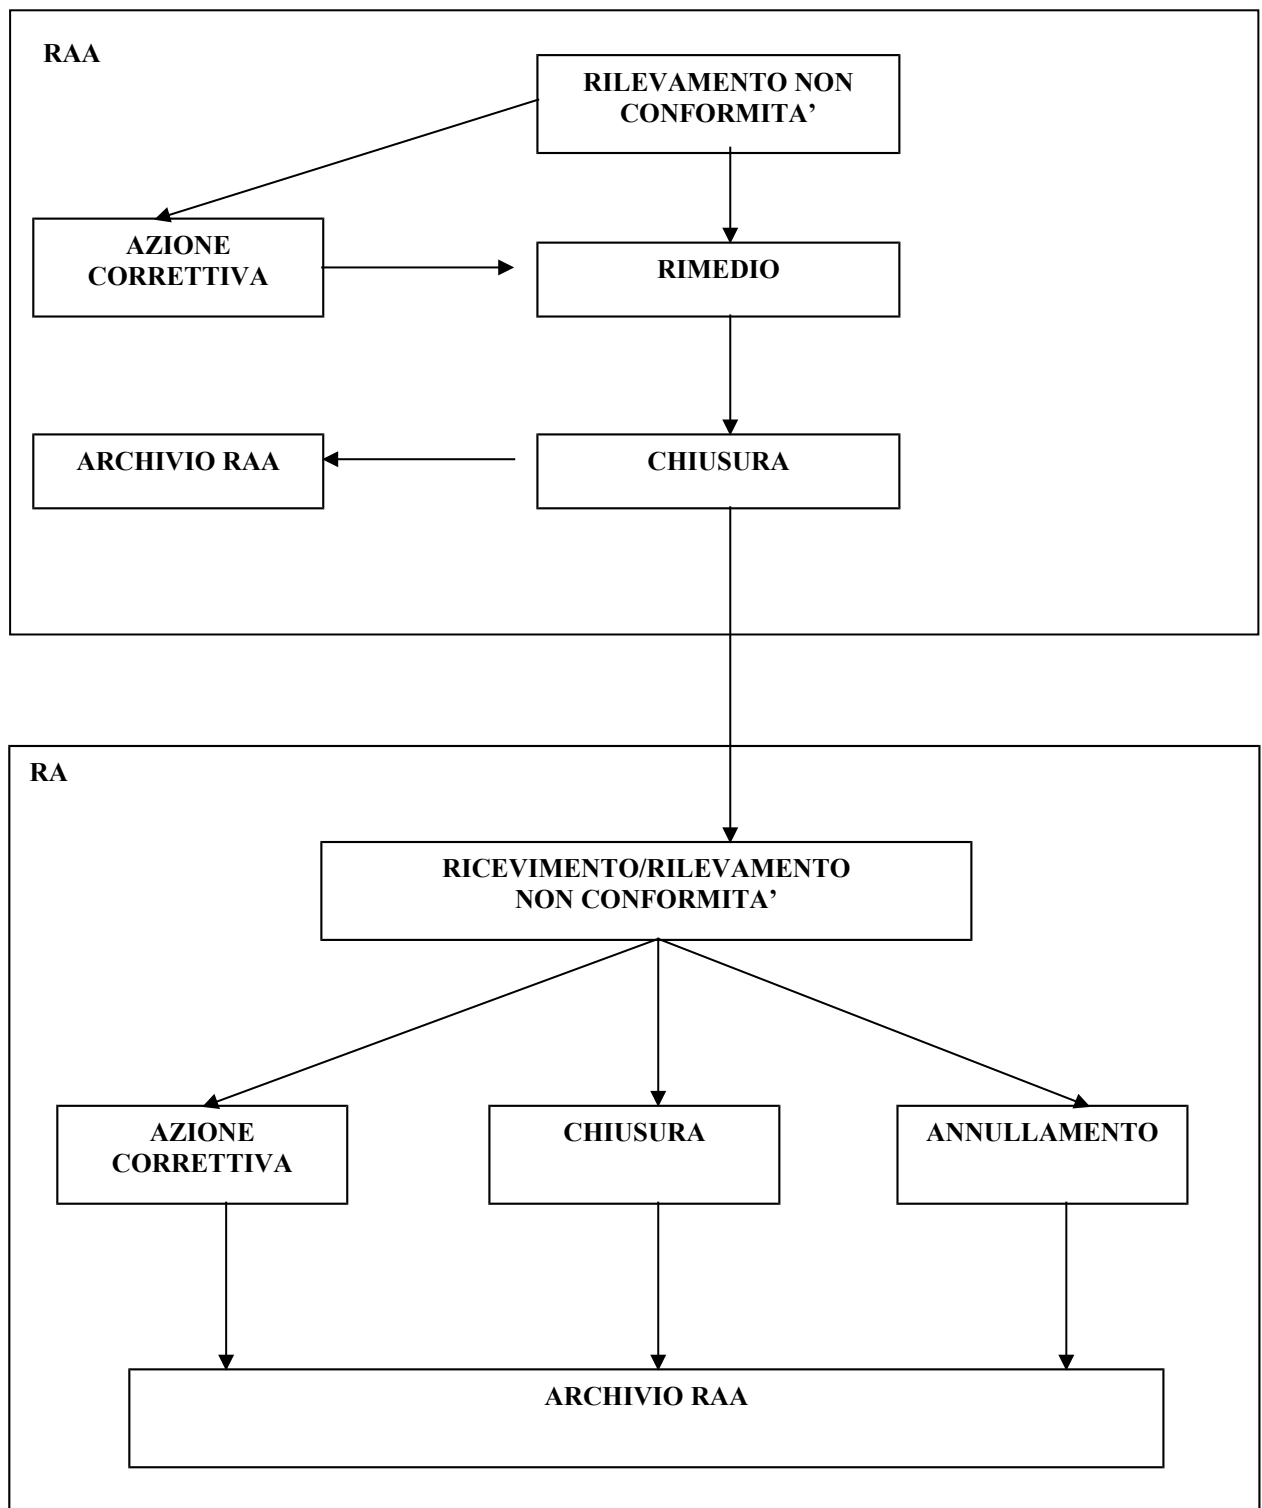 RAA
RILEVAMENTO NON
CONFORMITA’
AZIONE
CORRETTIVA
RIMEDIO
ARCHIVIO RAA
CHIUSURA
RA
RICEVIMENTO/RILEVAMENTO
NON CONFORMITA’
AZIONE
CORRETTIVA
CHIUSURA
ANNULLAMENTO
ARCHIVIO RAA